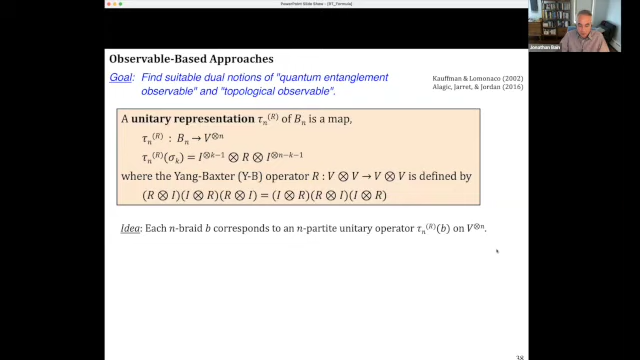 PowerPoint Slide Show - [RT_Formula]
Jonathan Bain
Observable-Based Approaches
Goal: Find suitable dual notions of "quantum entanglement
observable" and "topological observable".
Kauffman & Lomonaco (2002)
Alagic, Jarret, & Jordan (2016)
A unitary representation τₙ⁽ᴿ⁾ of Bₙ is a map,
τₙ⁽ᴿ⁾ : Bₙ → V^⊗n
τₙ⁽ᴿ⁾(σₖ) = I^⊗k−1 ⊗ R ⊗ I^⊗n−k−1
where the Yang-Baxter (Y-B) operator R : V ⊗ V → V ⊗ V is defined by
(R ⊗ I)(I ⊗ R)(R ⊗ I) = (I ⊗ R)(R ⊗ I)(I ⊗ R)
Idea: Each n-braid b corresponds to an n-partite unitary operator τₙ⁽ᴿ⁾(b) on V^⊗n.
38